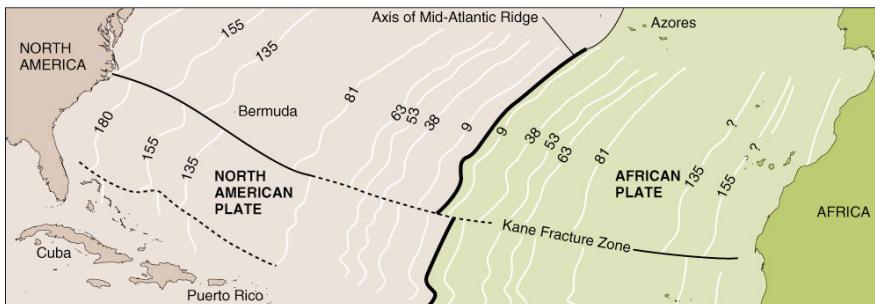 Axis of Mid-Atlantic Ridge
Azores
NORTH
AMERICA
155
135
Bermuda
81
63
53
38
9
9
38
53
63
81
?
180
155
135
?
135
155
NORTH
AMERICAN
PLATE
AFRICAN
PLATE
AFRICA
Kane Fracture Zone
Cuba
Puerto Rico